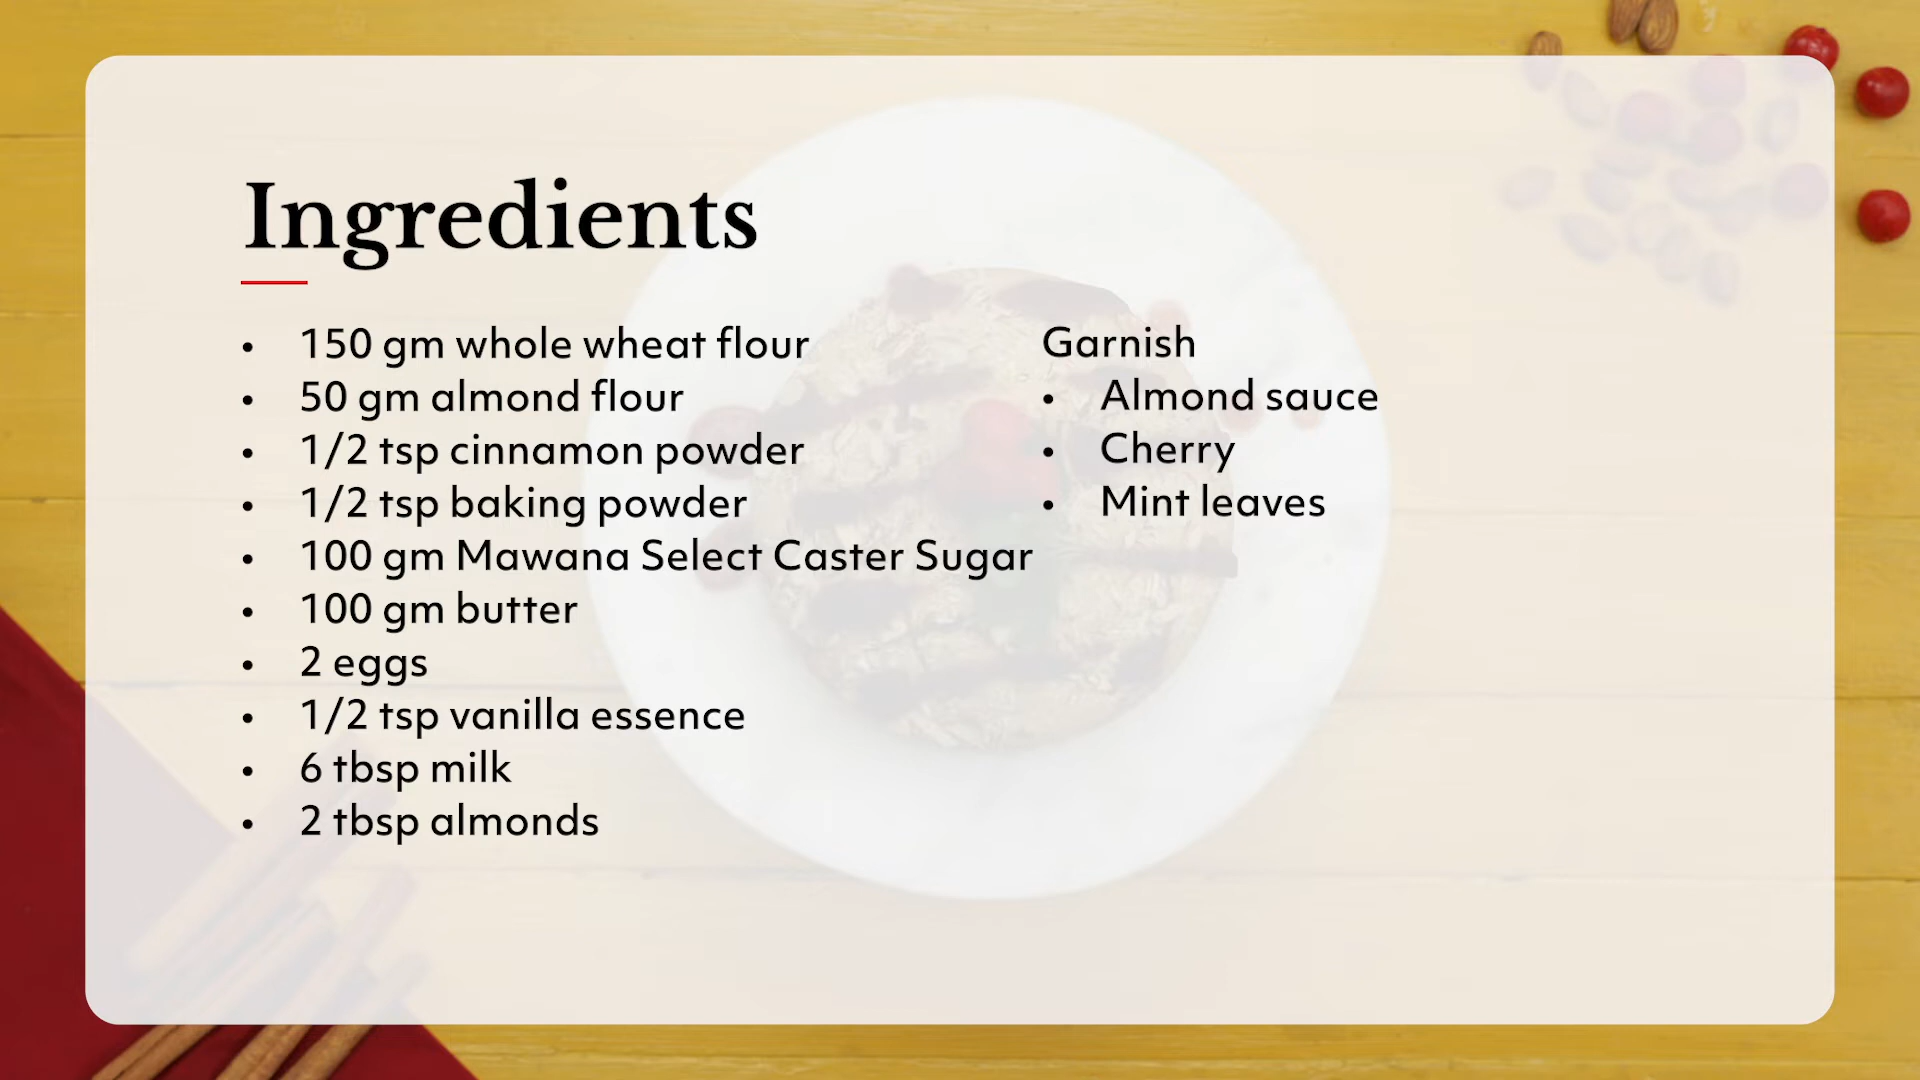 Ingredients
• 150 gm whole wheat flour
• 50 gm almond flour
• 1/2 tsp cinnamon powder
• 1/2 tsp baking powder
• 100 gm Mawana Select Caster Sugar
• 100 gm butter
• 2 eggs
• 1/2 tsp vanilla essence
• 6 tbsp milk
• 2 tbsp almonds
Garnish
• Almond sauce
• Cherry
• Mint leaves